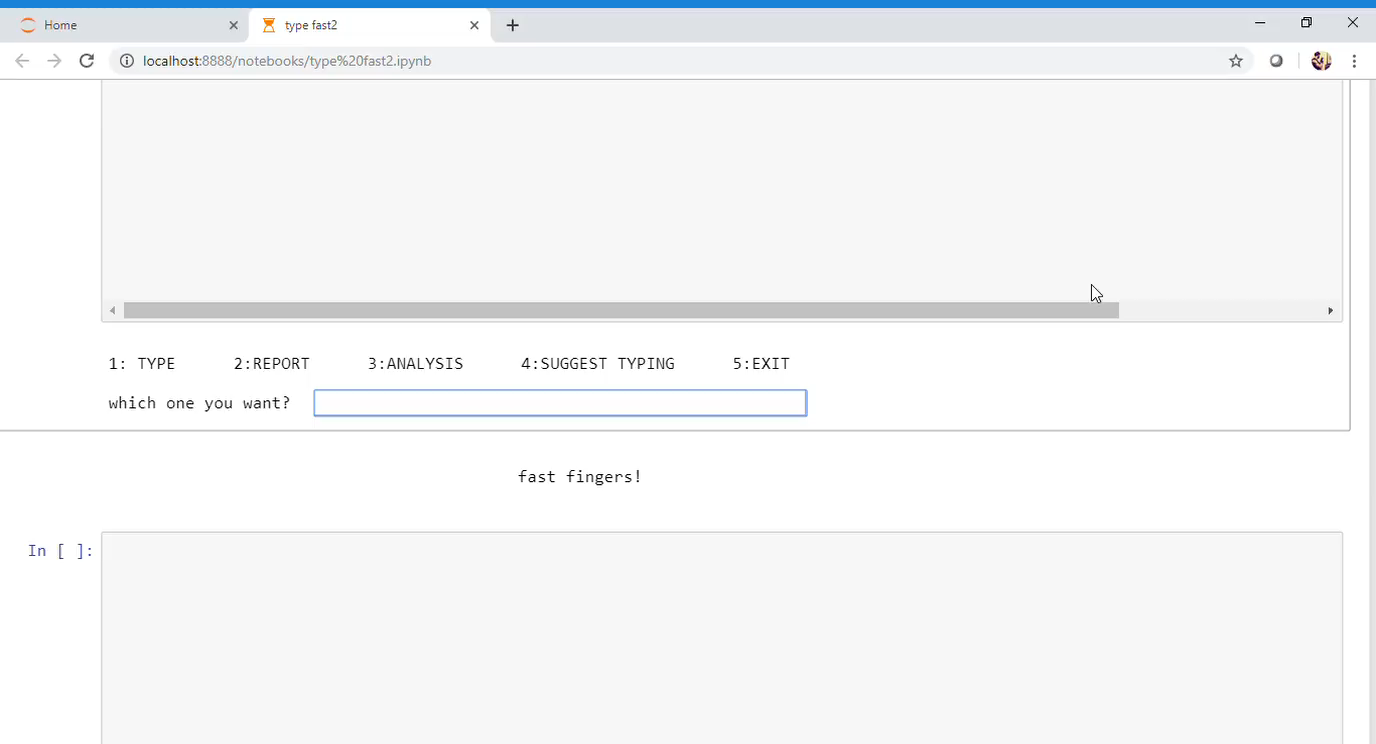 Home
type fast2
localhost:8888/notebooks/type%20fast2.ipynb
1: TYPE 2:REPORT 3:ANALYSIS 4:SUGGEST TYPING 5:EXIT
which one you want?
fast fingers!
In [ ]: